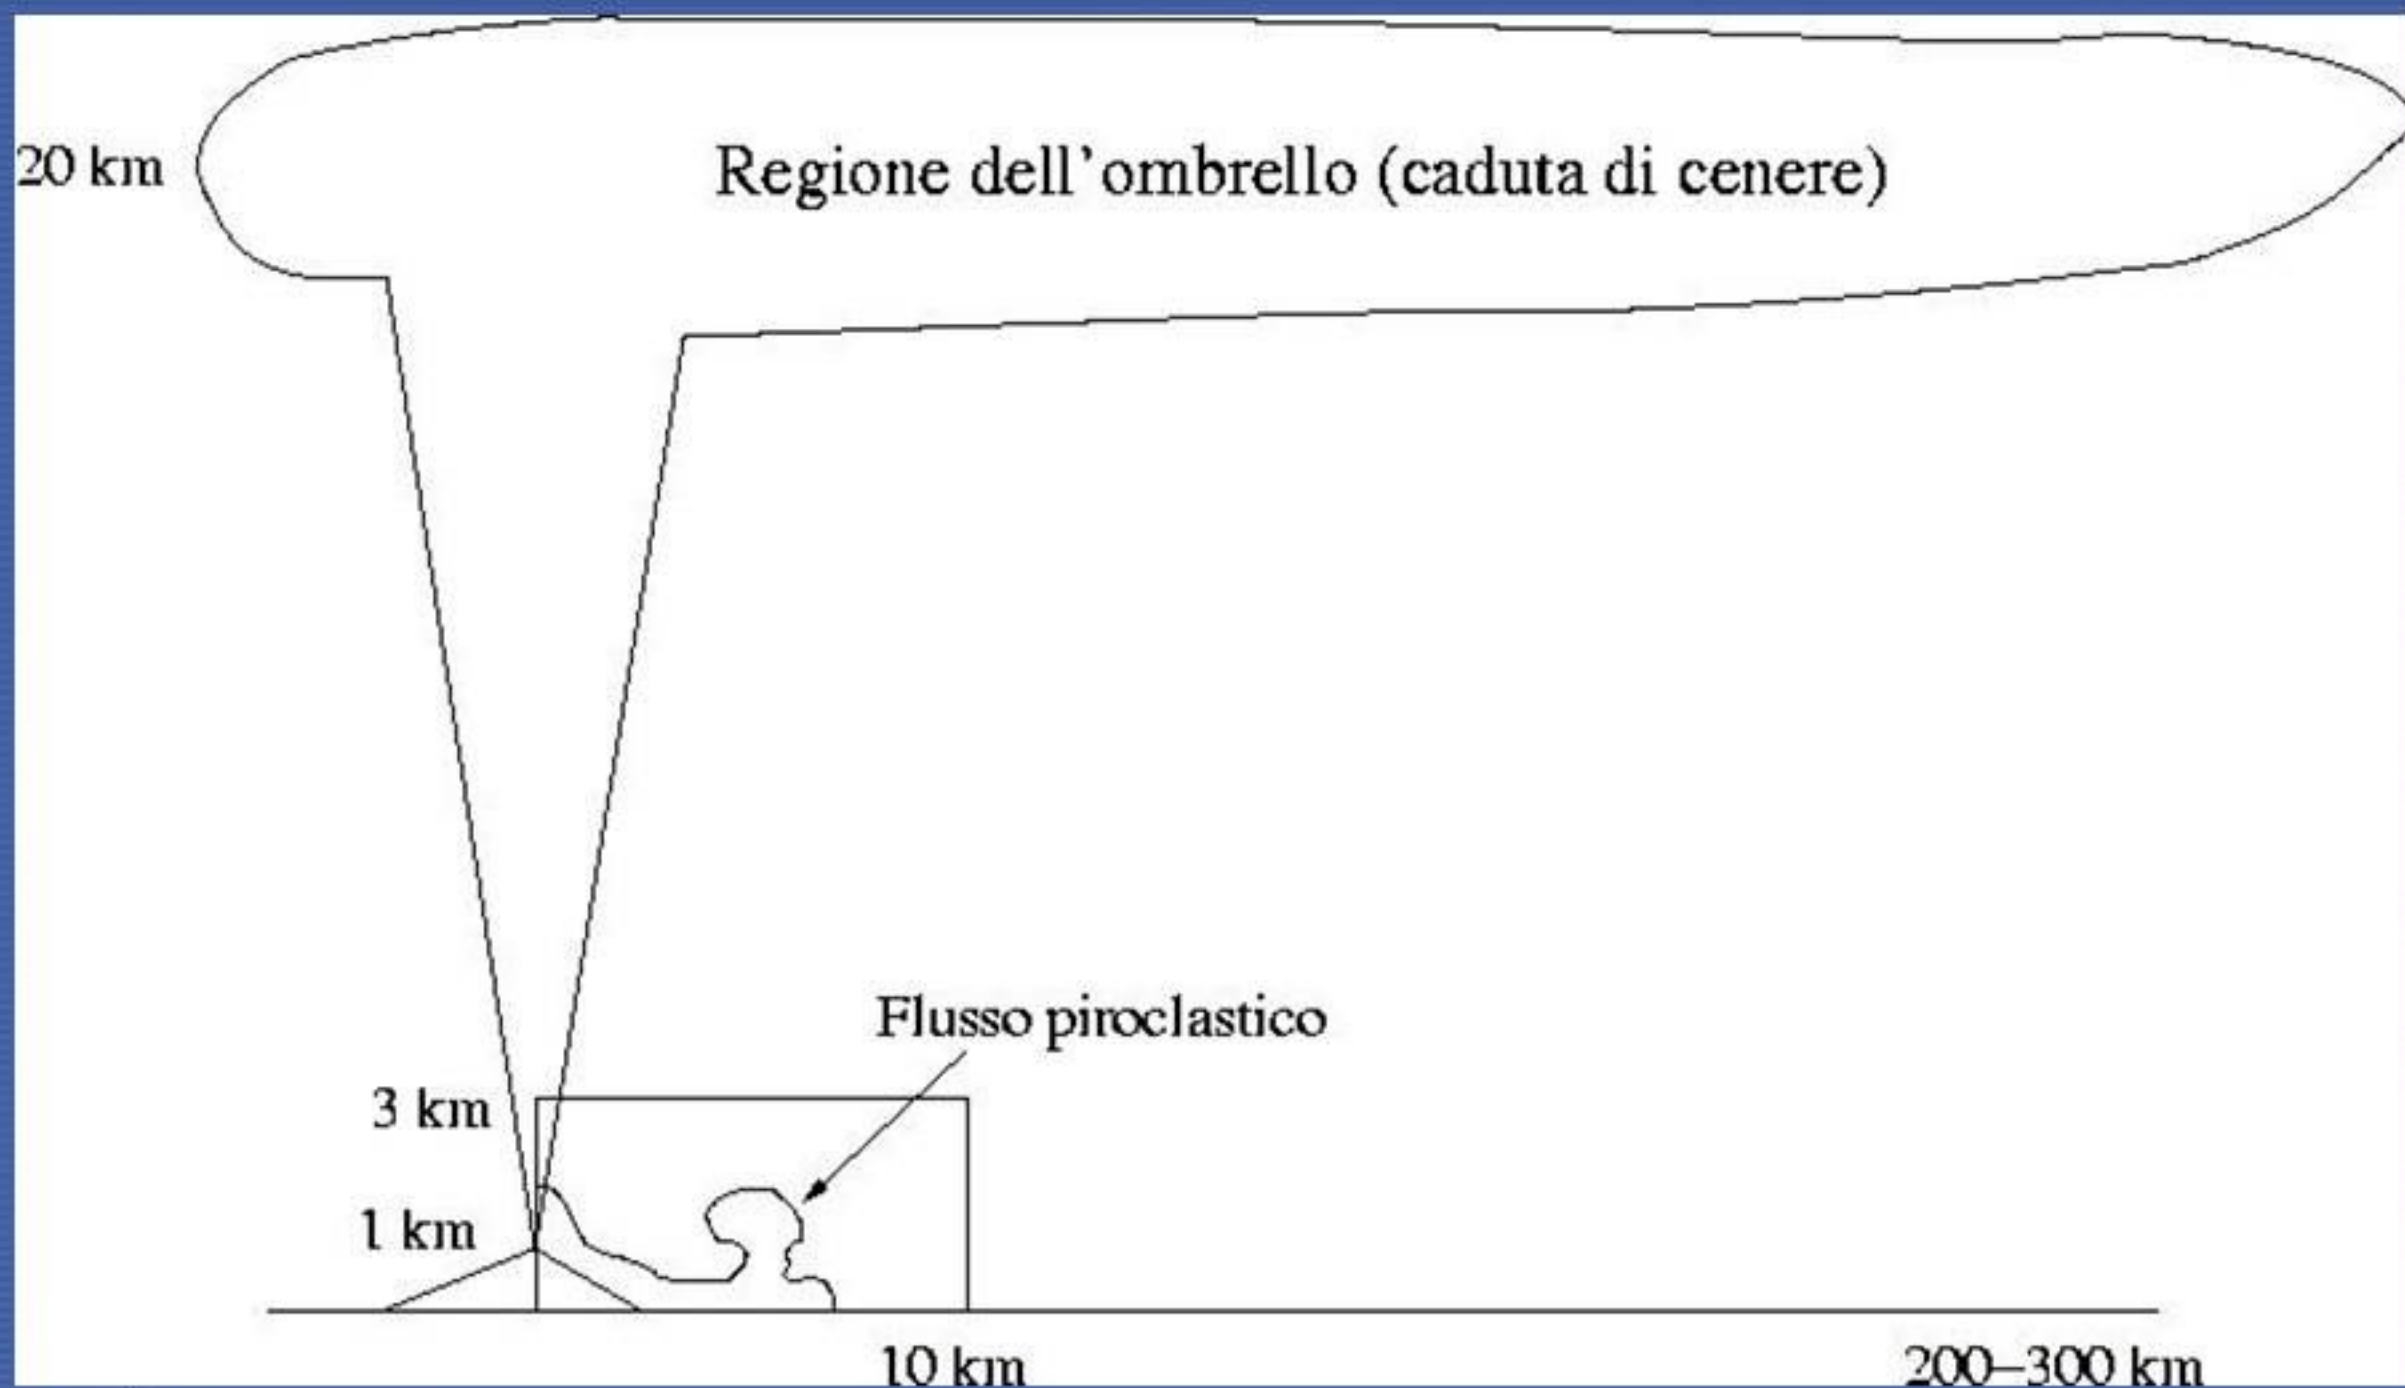 20 km
Regione dell'ombrello (caduta di cenere)
Flusso piroclastico
3 km
1 km
10 km
200–300 km